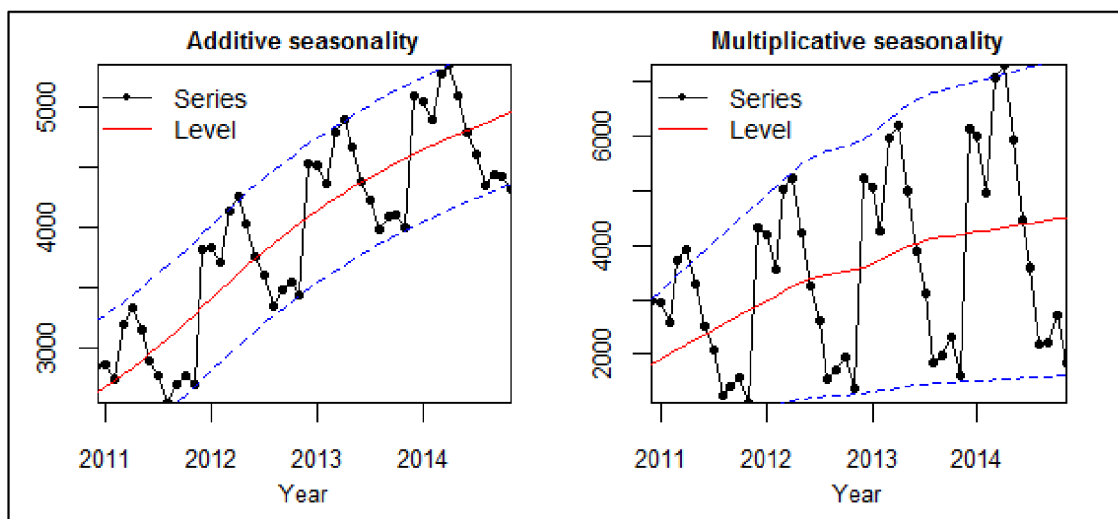 Additive seasonality
Series
Level
3000
4000
5000
2011
2012
2013
2014
Year
Multiplicative seasonality
Series
Level
2000
4000
6000
2011
2012
2013
2014
Year